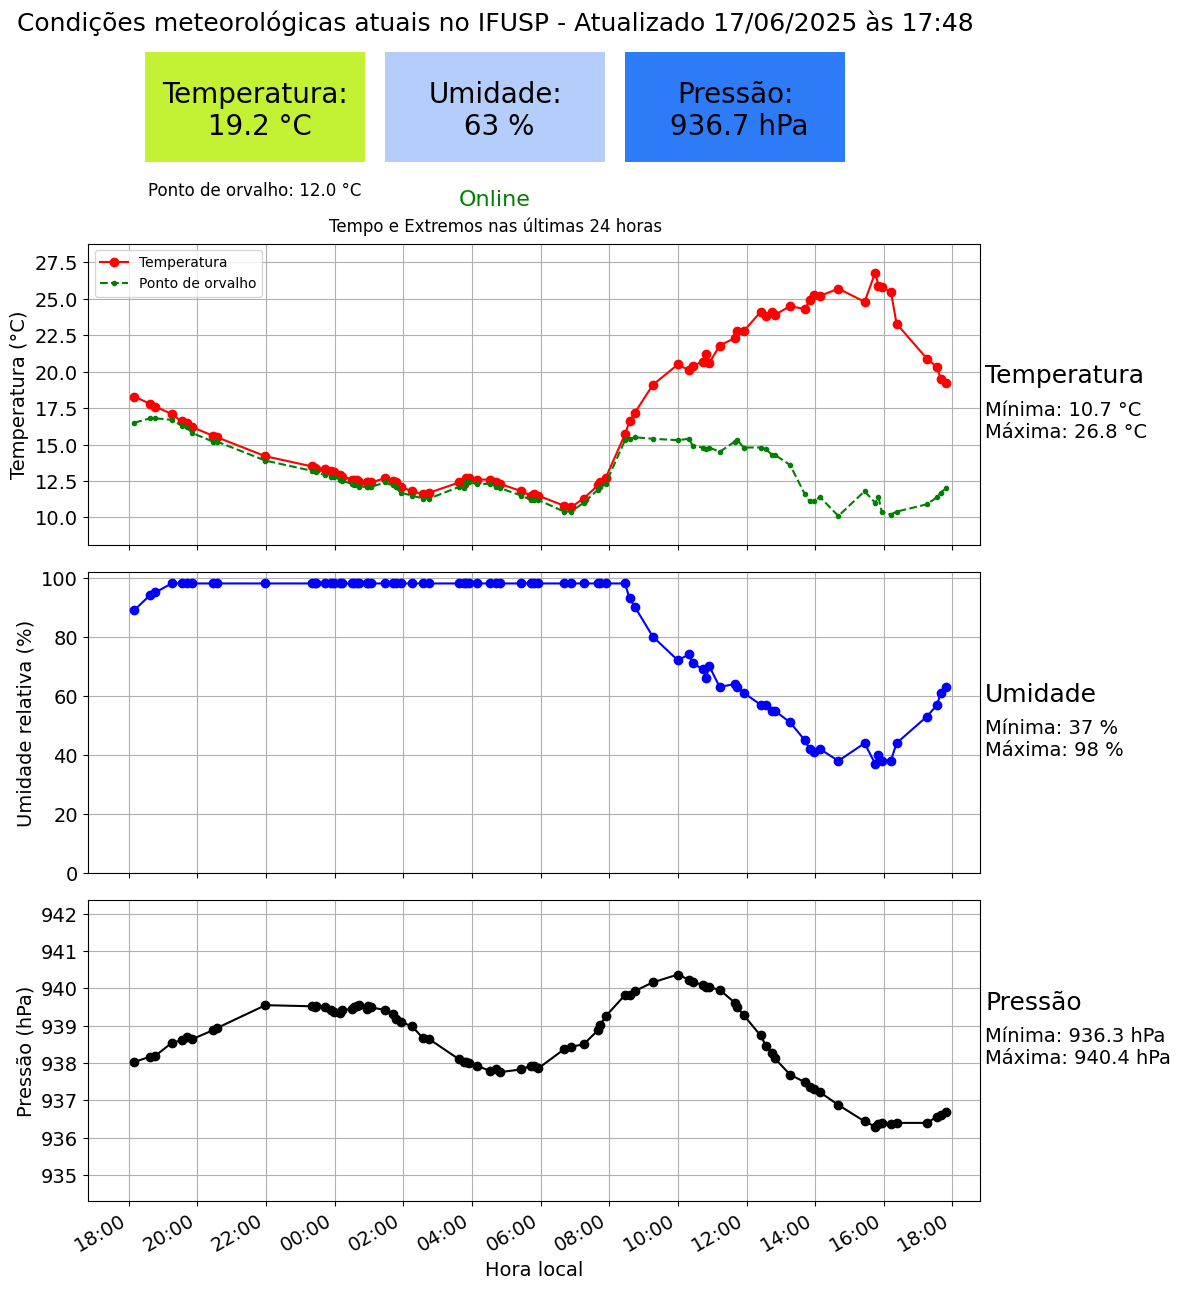 Condições meteorológicas atuais no IFUSP - Atualizado 17/06/2025 às 17:48
Temperatura:
19.2 °C
Umidade:
63 %
Pressão:
936.7 hPa
Ponto de orvalho: 12.0 °C
Online
Tempo e Extremos nas últimas 24 horas
Temperatura (°C)
27.5
25.0
22.5
20.0
17.5
15.0
12.5
10.0
Temperatura
Ponto de orvalho
Temperatura
Mínima: 10.7 °C
Máxima: 26.8 °C
Umidade relativa (%)
100
80
60
40
20
0
Umidade
Mínima: 37 %
Máxima: 98 %
Pressão (hPa)
942
941
940
939
938
937
936
935
Pressão
Mínima: 936.3 hPa
Máxima: 940.4 hPa
18:00
20:00
22:00
00:00
02:00
04:00
06:00
08:00
10:00
12:00
14:00
16:00
18:00
Hora local